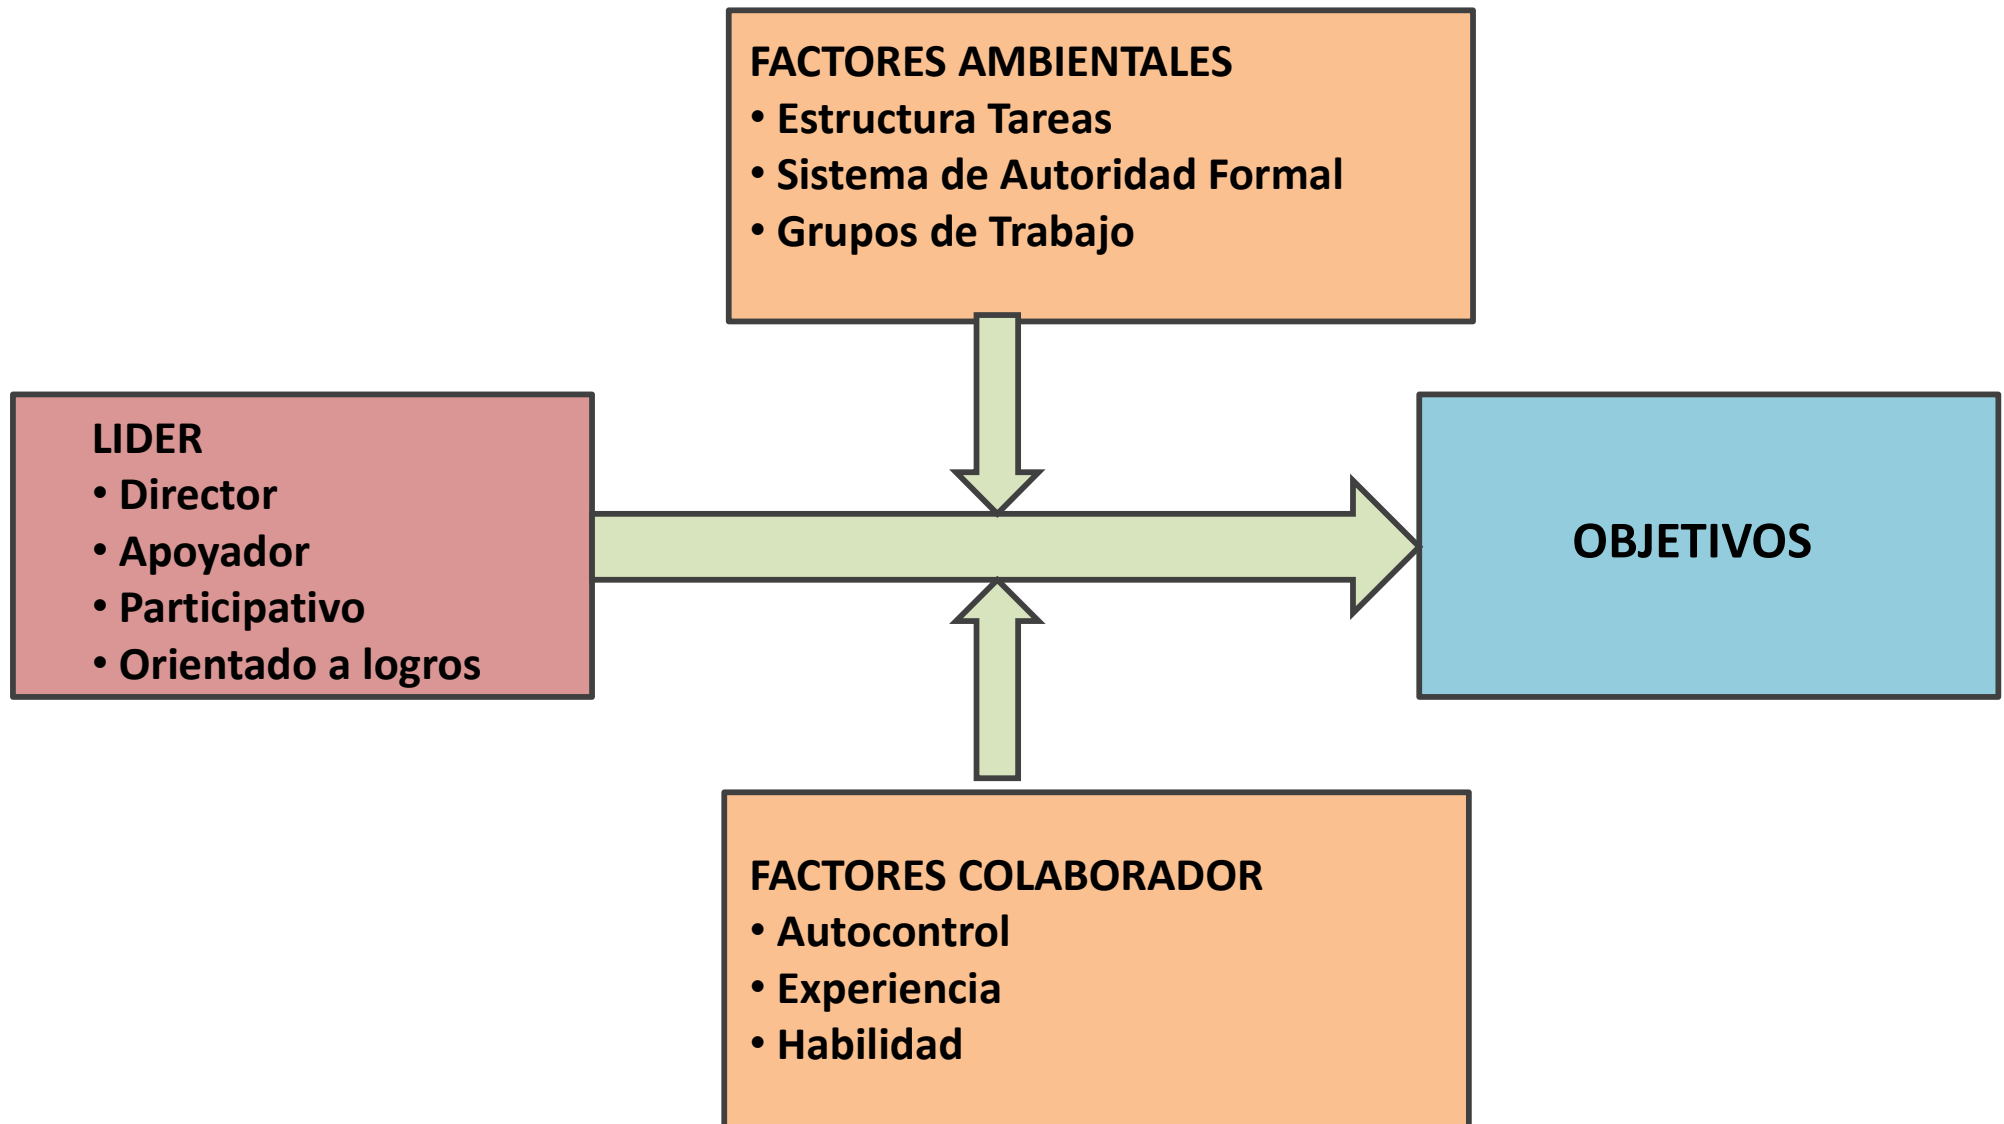 FACTORES AMBIENTALES
• Estructura Tareas
• Sistema de Autoridad Formal
• Grupos de Trabajo
LIDER
• Director
• Apoyador
• Participativo
• Orientado a logros
OBJETIVOS
FACTORES COLABORADOR
• Autocontrol
• Experiencia
• Habilidad